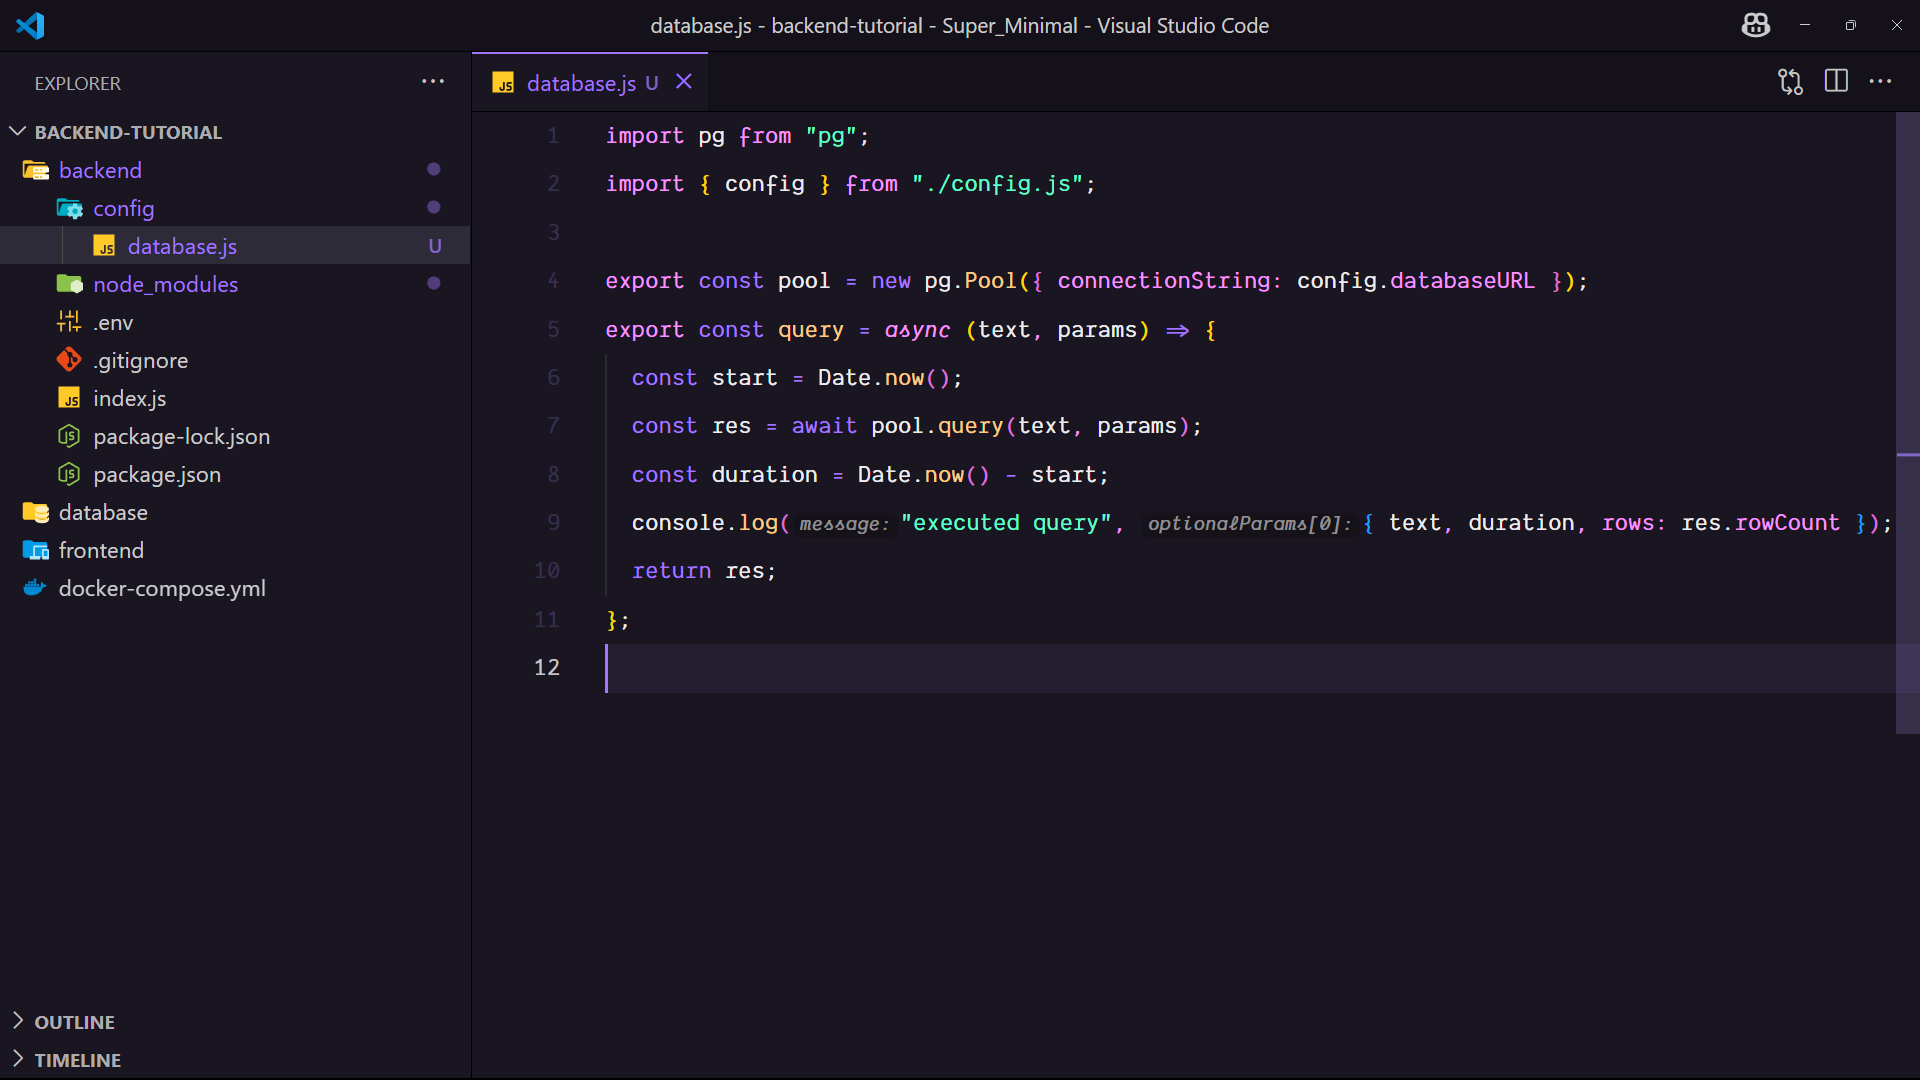 database.js - backend-tutorial - Super_Minimal - Visual Studio Code
EXPLORER
BACKEND-TUTORIAL
backend
config
JS database.js U
node_modules
.env
.gitignore
JS index.js
JS package-lock.json
JS package.json
database
frontend
docker-compose.yml
OUTLINE
TIMELINE
JS database.js U
1 import pg from "pg";
2 import { config } from "./config.js";
3
4 export const pool = new pg.Pool({ connectionString: config.databaseURL });
5 export const query = async (text, params) => {
6 const start = Date.now();
7 const res = await pool.query(text, params);
8 const duration = Date.now() - start;
9 console.log( message: "executed query", optionalParams[0]: { text, duration, rows: res.rowCount });
10 return res;
11 };
12